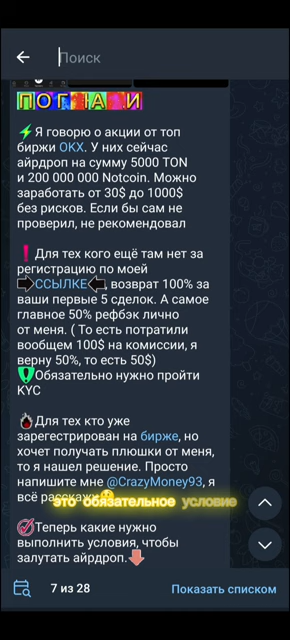 Поиск
ПОГНАЛИ
Я говорю о акции от топ
биржи OKX. У них сейчас
айрдроп на сумму 5000 TON
и 200 000 000 Notcoin. Можно
заработать от 30$ до 1000$
без рисков. Если бы сам не
проверил, не рекомендовал
Для тех кого ещё там нет за
регистрацию по моей
ССЫЛКЕ, возврат 100% за
ваши первые 5 сделок. А самое
главное 50% рефбэк лично
от меня. ( То есть потратили
вообщем 100$ на комиссии, я
верну 50%, то есть 50$)
Обязательно нужно пройти
KYC
Для тех кто уже
зарегестрирован на бирже, но
хочет получать плюшки от меня,
то я нашел решение. Просто
напишите мне @CrazyMoney93, я
всё расскажу
это обязательное условие
Теперь какие нужно
выполнить условия, чтобы
залутать айрдроп.
7 из 28
Показать списком